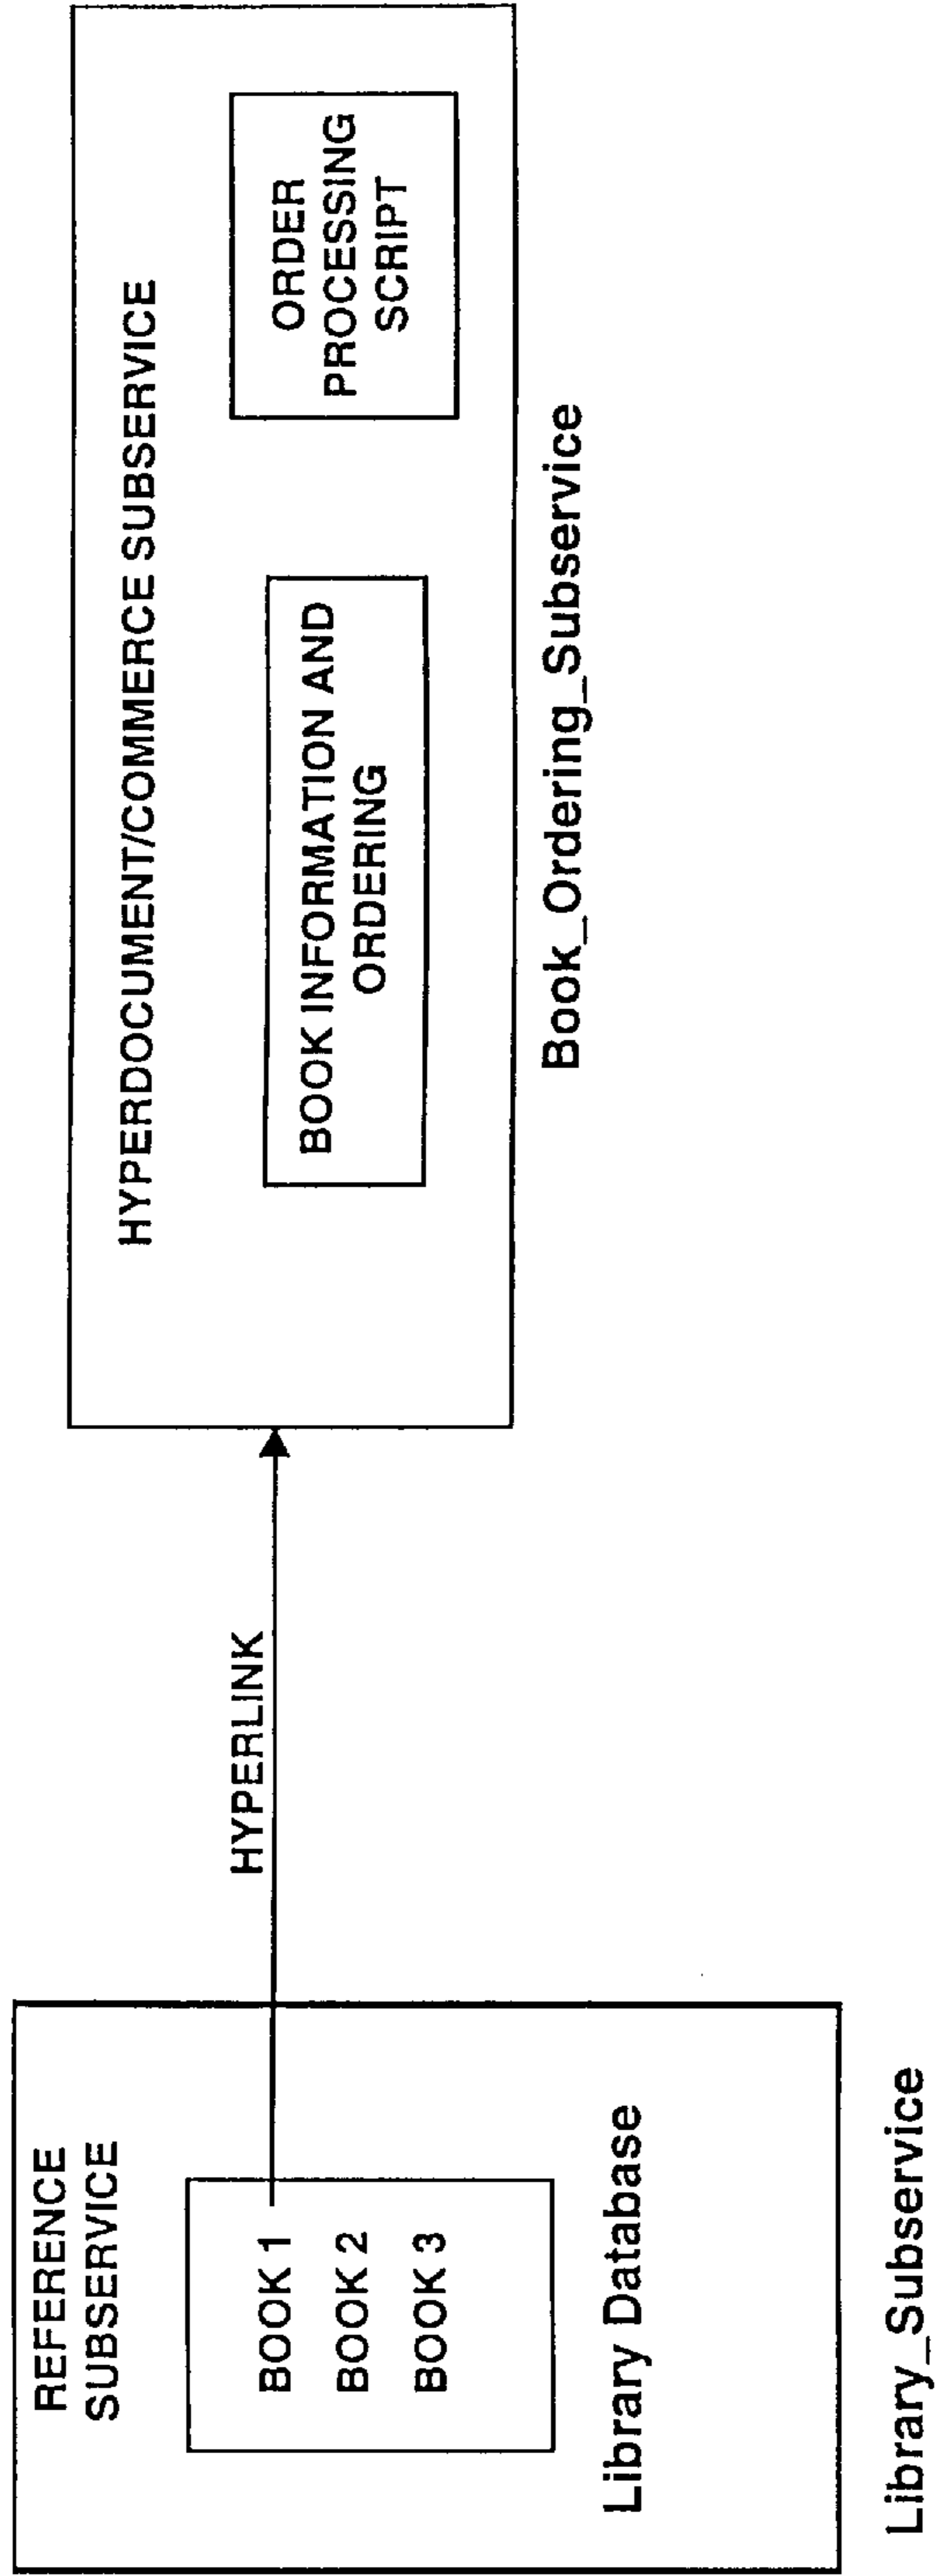 REFERENCE
SUBSERVICE
BOOK 1
BOOK 2
BOOK 3
Library Database
Library_Subservice
HYPERLINK
HYPERDOCUMENT/COMMERCE SUBSERVICE
BOOK INFORMATION AND
ORDERING
ORDER
PROCESSING
SCRIPT
Book_Ordering_Subservice